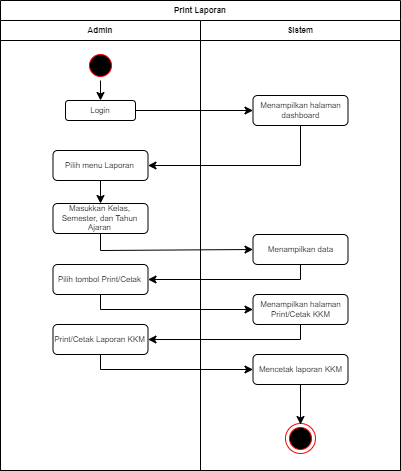 Print Laporan
Admin
Sistem
Login
Menampilkan halaman
dashboard
Pilih menu Laporan
Masukkan Kelas,
Semester, dan Tahun
Ajaran
Menampilkan data
Pilih tombol Print/Cetak
Menampilkan halaman
Print/Cetak KKM
Print/Cetak Laporan KKM
Mencetak laporan KKM